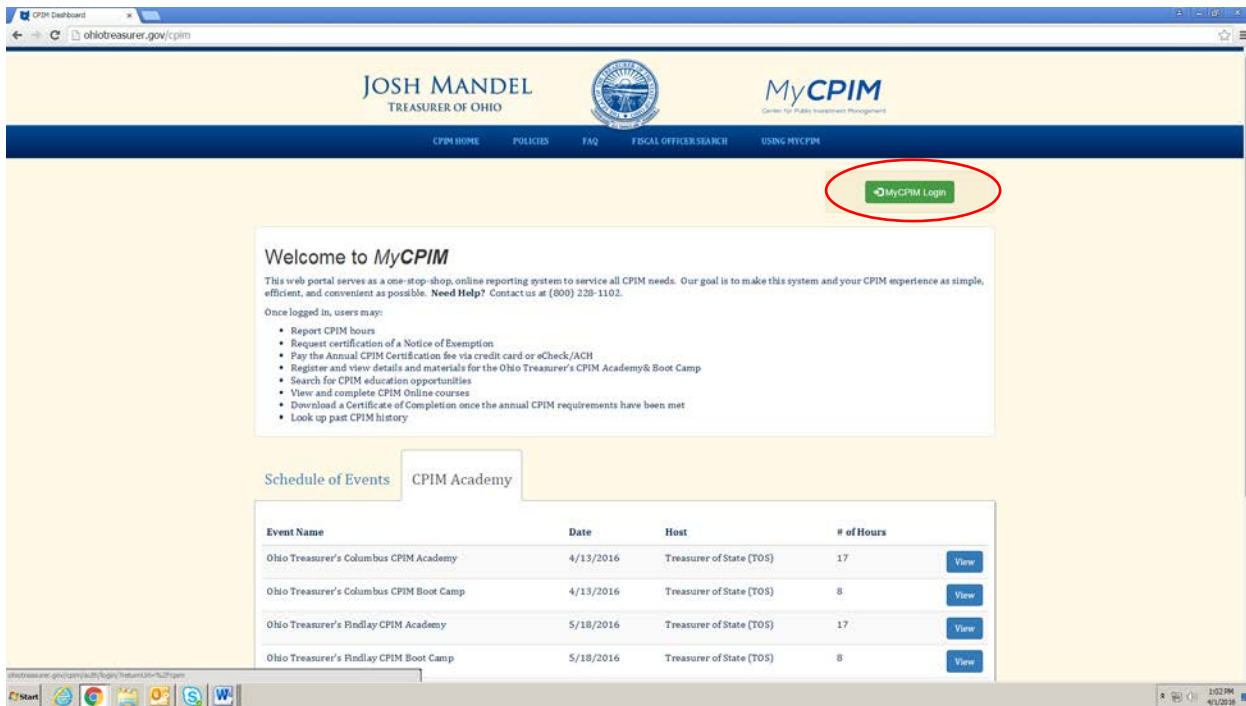 CPIM Dashboard
ohiotreasurer.gov/cpim
JOSH MANDEL
TREASURER OF OHIO
MyCPIM
Center for Public Investment Management
CPIM HOME POLICIES FAQ FISCAL OFFICER SEARCH USING MYCPIM
MyCPIM Login
Welcome to MyCPIM
This web portal serves as a one-stop-shop, online reporting system to service all CPIM needs. Our goal is to make this system and your CPIM experience as simple,
efficient, and convenient as possible. Need Help? Contact us at (800) 228-1102.
Once logged in, users may:
• Report CPIM hours
• Request certification of a Notice of Exemption
• Pay the Annual CPIM Certification fee via credit card or eCheck/ACH
• Register and view details and materials for the Ohio Treasurer's CPIM Academy& Boot Camp
• Search for CPIM education opportunities
• View and complete CPIM Online courses
• Download a Certificate of Completion once the annual CPIM requirements have been met
• Look up past CPIM history
Schedule of Events CPIM Academy
Event Name Date Host # of Hours
Ohio Treasurer's Columbus CPIM Academy 4/13/2016 Treasurer of State (TOS) 17 View
Ohio Treasurer's Columbus CPIM Boot Camp 4/13/2016 Treasurer of State (TOS) 8 View
Ohio Treasurer's Findlay CPIM Academy 5/18/2016 Treasurer of State (TOS) 17 View
Ohio Treasurer's Findlay CPIM Boot Camp 5/18/2016 Treasurer of State (TOS) 8 View
ohiotreasurer.gov/cpim/auth/login/?returnUrl=%2Fcpim
Start
1:02 PM
4/1/2016